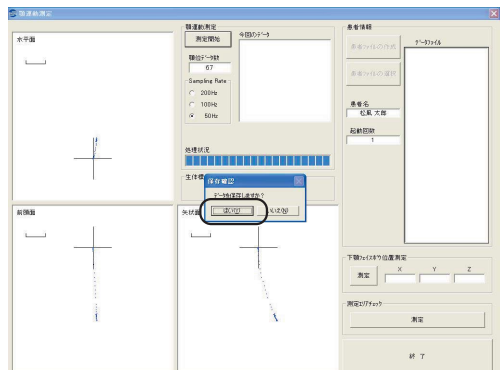 顎運動測定
水平面
前頭面
矢状面
顎運動測定
測定開始
今回のデータ
顎位データ数
67
Sampling Rate
200Hz
100Hz
50Hz
処理状況
保存確認
データを保存しますか?
はい(Y)
いいえ(N)
患者情報
患者ファイルの作成
患者ファイルの選択
データファイル
患者名
松風 太郎
起動回数
1
下顎フェイスボウ位置測定
測定
X
Y
Z
測定エリアチェック
測定
終 了